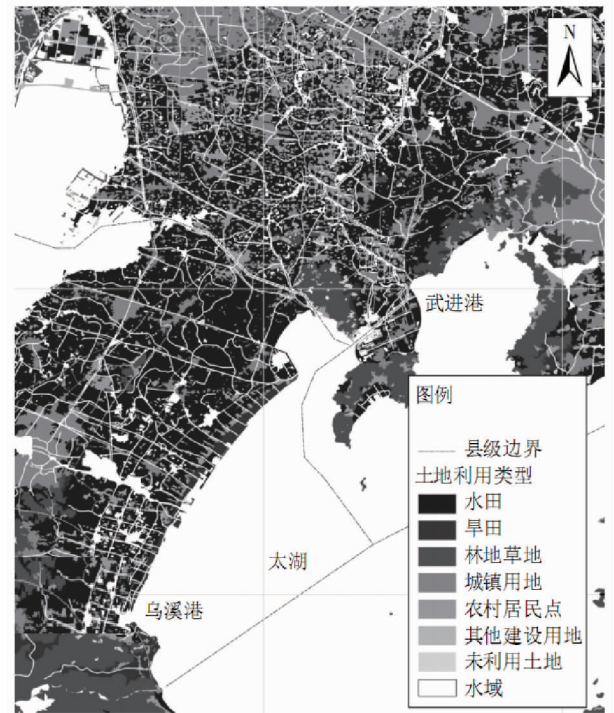 N
武进港
图例
县级边界
土地利用类型
水田
旱田
林地草地
城镇用地
农村居民点
其他建设用地
未利用土地
水域
太湖
乌溪港